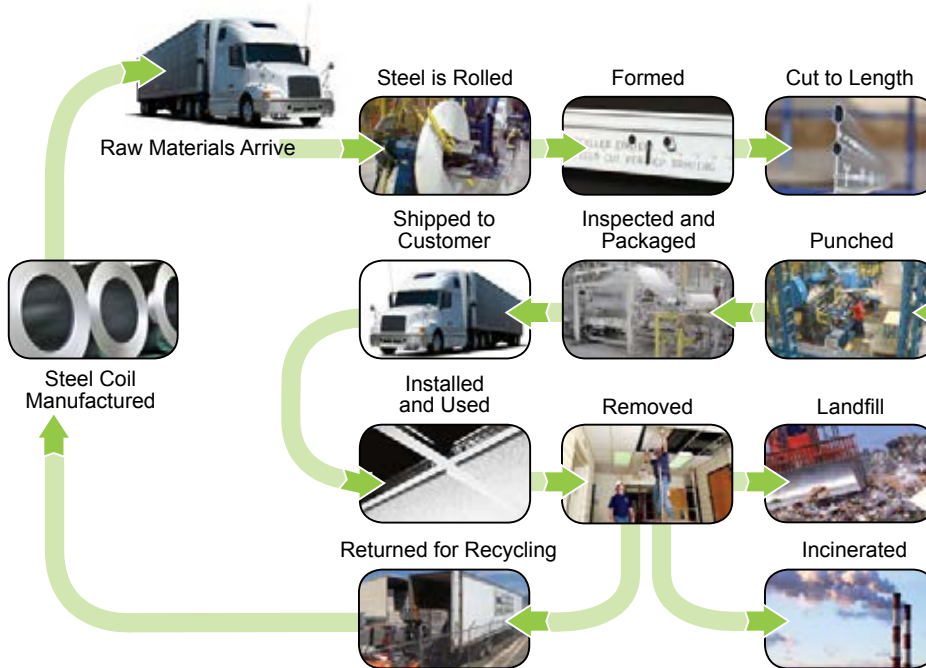 Steel is Rolled
Formed
Cut to Length
Raw Materials Arrive
Shipped to
Customer
Inspected and
Packaged
Punched
Steel Coil
Manufactured
Installed
and Used
Removed
Landfill
Returned for Recycling
Incinerated